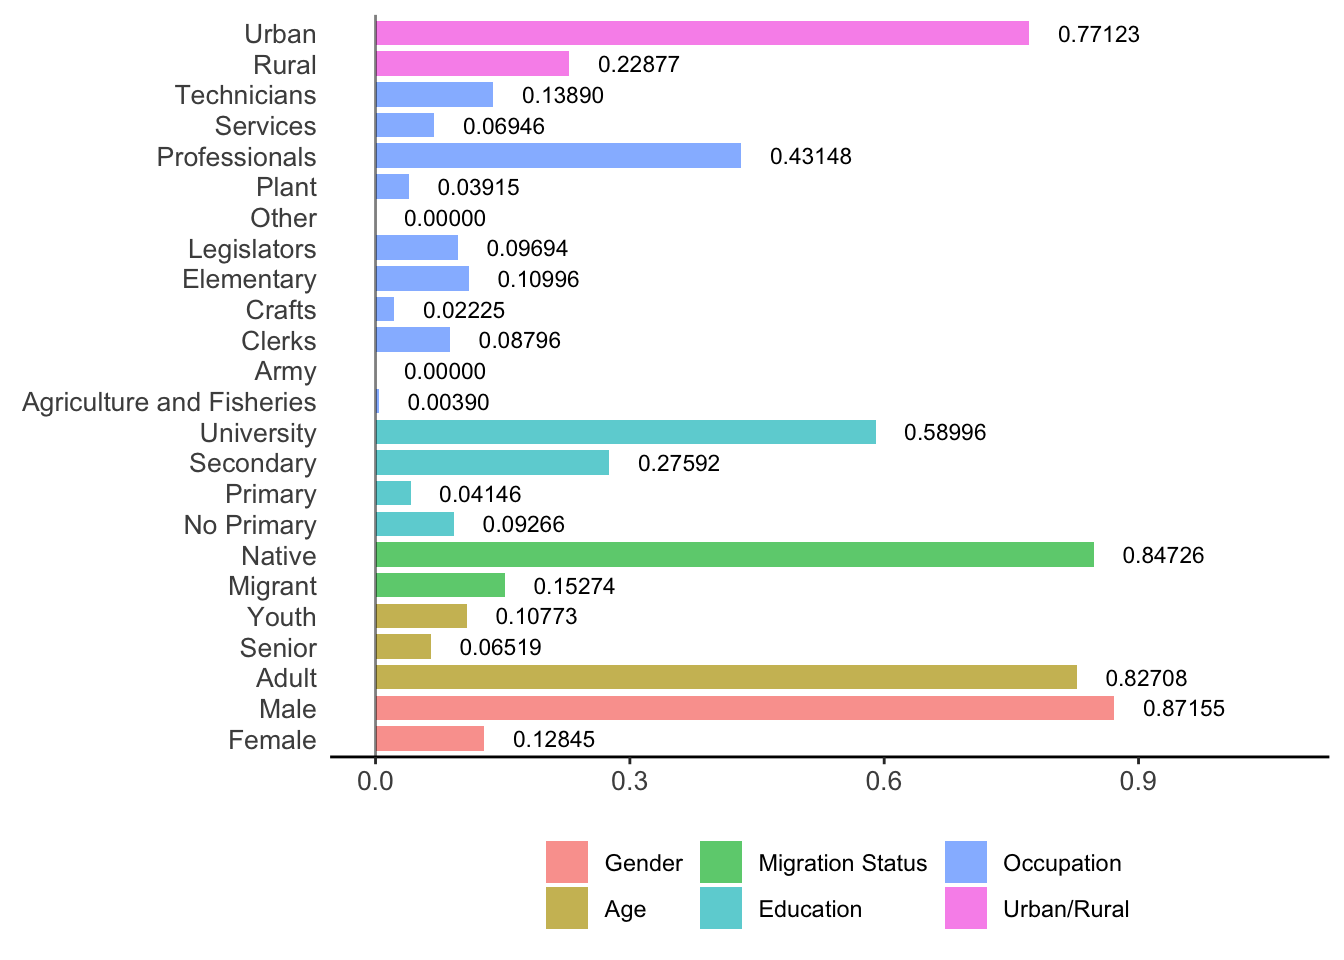 Urban 0.77123
Rural 0.22877
Technicians 0.13890
Services 0.06946
Professionals 0.43148
Plant 0.03915
Other 0.00000
Legislators 0.09694
Elementary 0.10996
Crafts 0.02225
Clerks 0.08796
Army 0.00000
Agriculture and Fisheries 0.00390
University 0.58996
Secondary 0.27592
Primary 0.04146
No Primary 0.09266
Native 0.84726
Migrant 0.15274
Youth 0.10773
Senior 0.06519
Adult 0.82708
Male 0.87155
Female 0.12845
0.0 0.3 0.6 0.9
Gender Migration Status Occupation
Age Education Urban/Rural